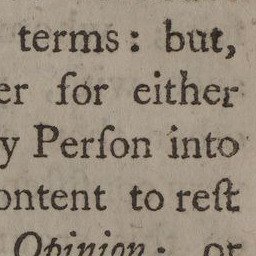 terms: but,
er for either
y Perſon into
ontent to reſt
Opinion; or